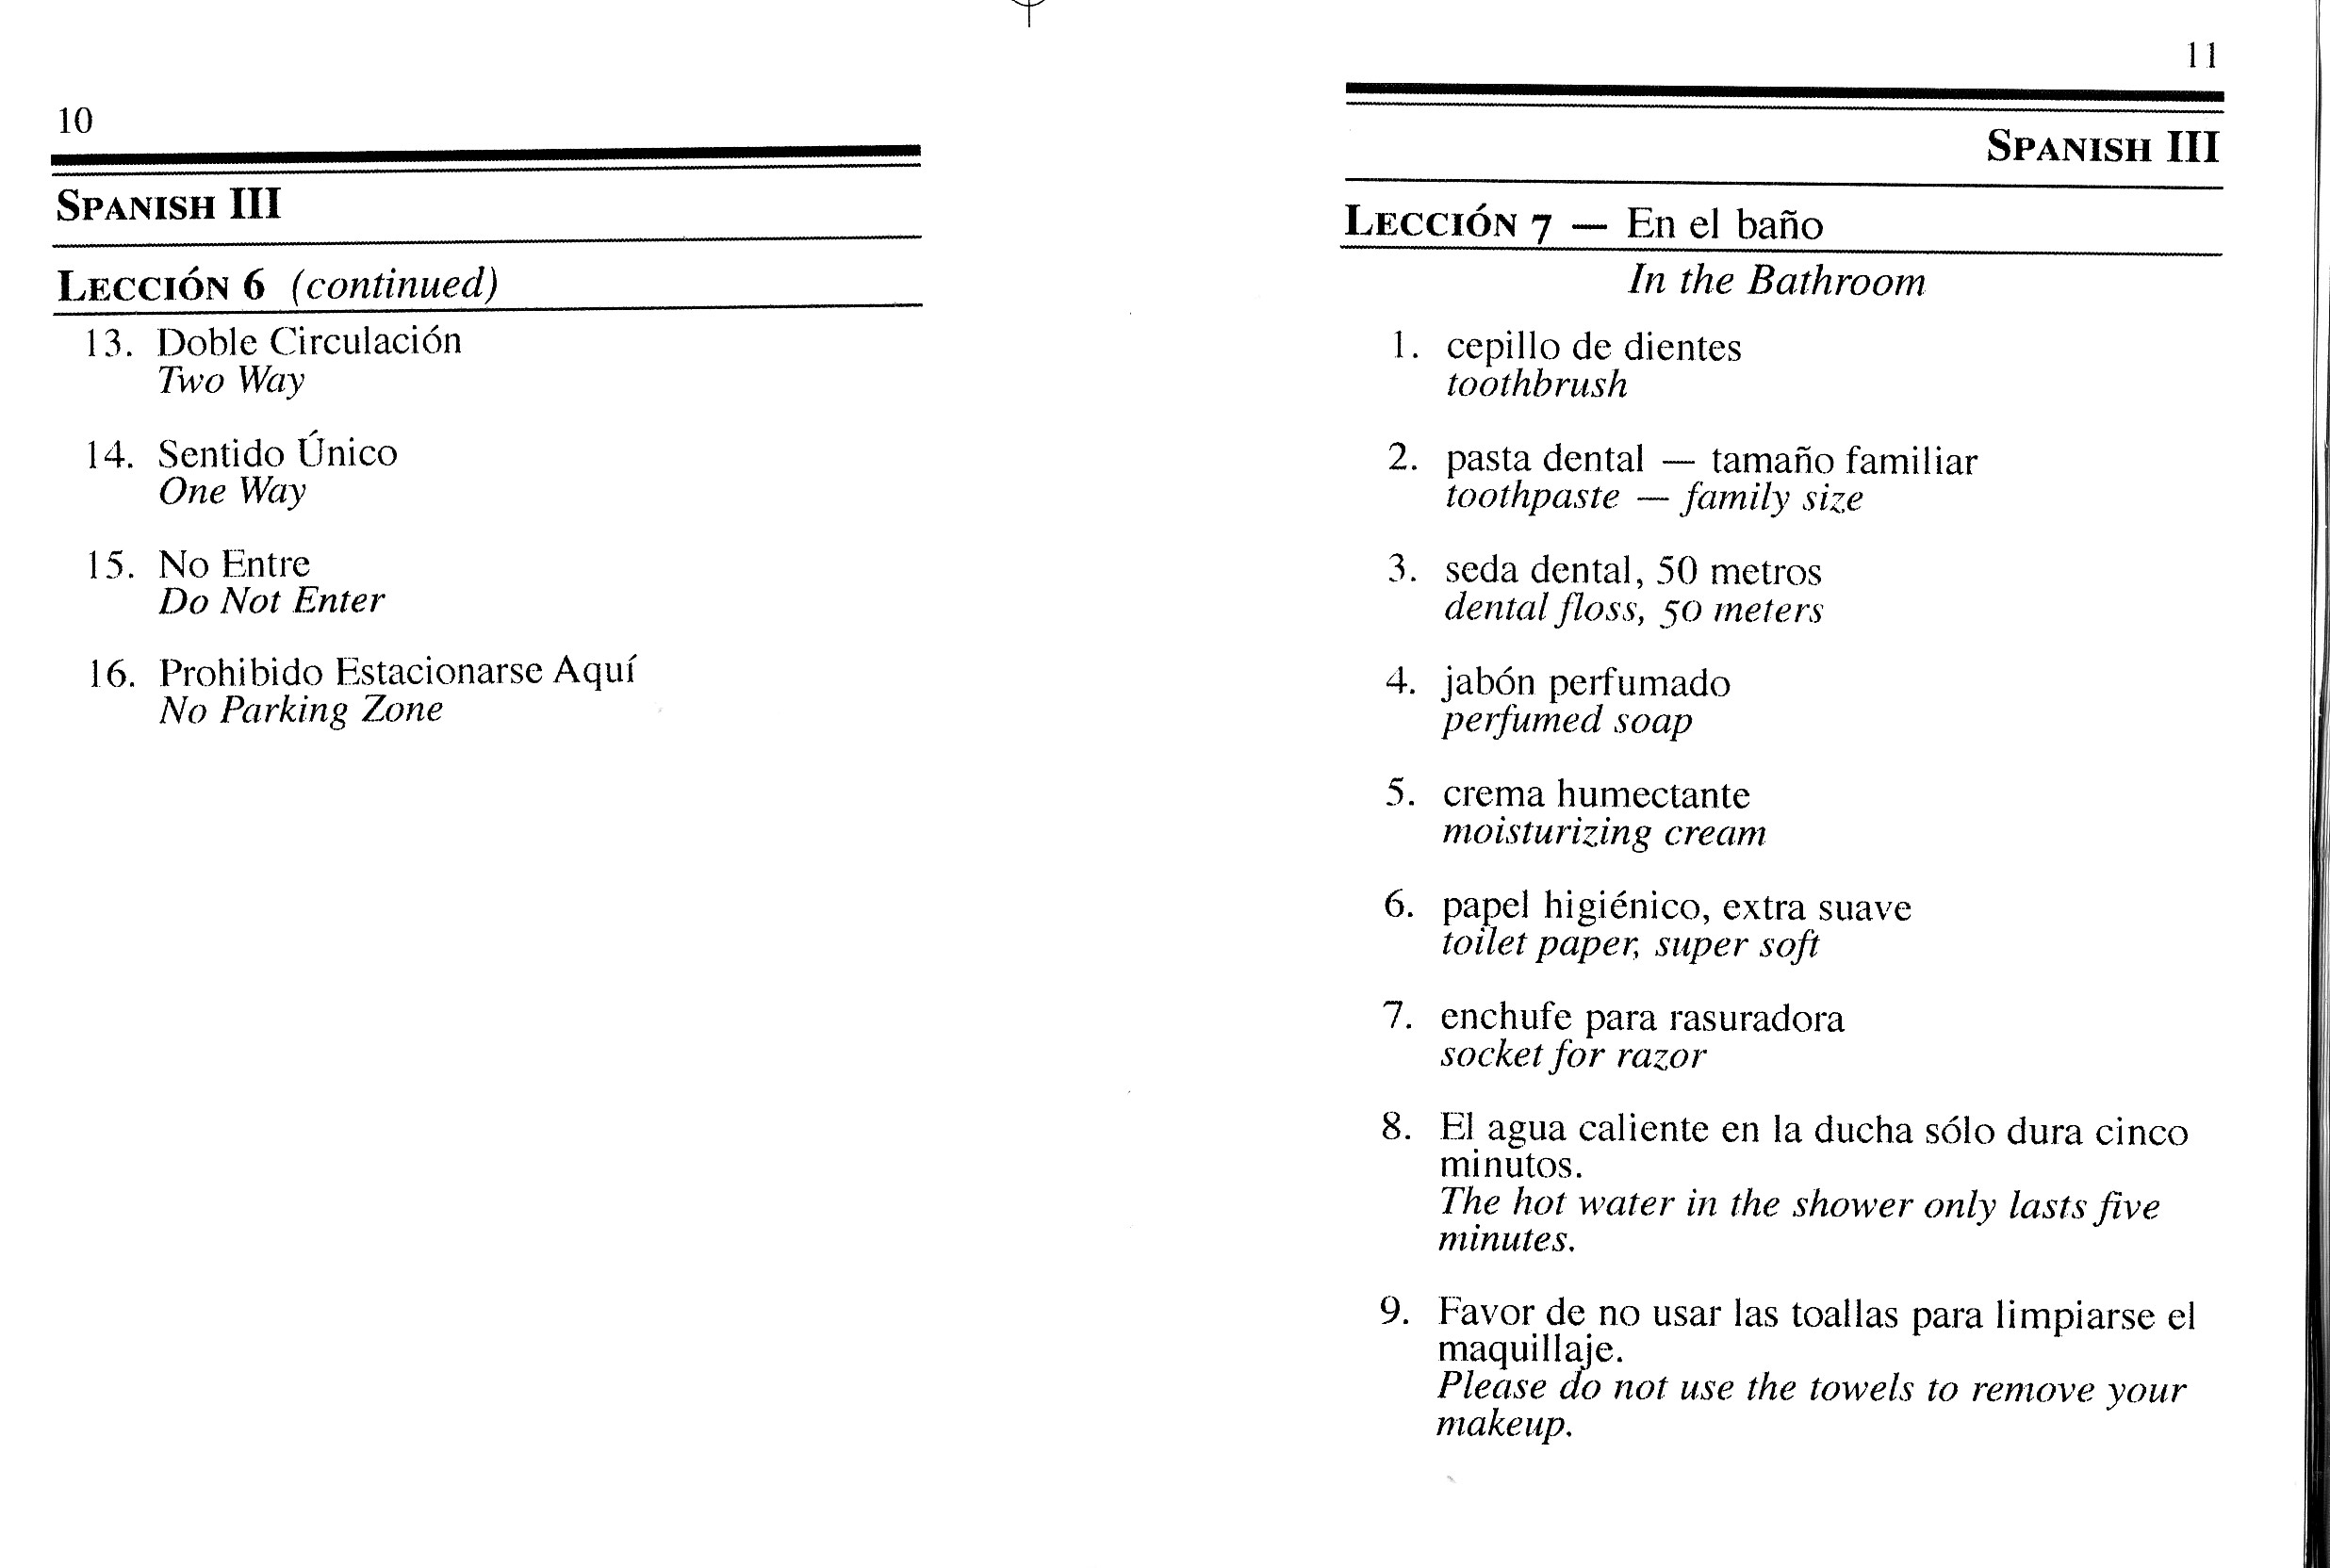 10
SPANISH III
LECCIÓN 6 (continued)
13. Doble Circulación
Two Way
14. Sentido Único
One Way
15. No Entre
Do Not Enter
16. Prohibido Estacionarse Aquí
No Parking Zone
11
SPANISH III
LECCIÓN 7 — En el baño
In the Bathroom
1. cepillo de dientes
toothbrush
2. pasta dental — tamaño familiar
toothpaste — family size
3. seda dental, 50 metros
dental floss, 50 meters
4. jabón perfumado
perfumed soap
5. crema humectante
moisturizing cream
6. papel higiénico, extra suave
toilet paper, super soft
7. enchufe para rasuradora
socket for razor
8. El agua caliente en la ducha sólo dura cinco
minutos.
The hot water in the shower only lasts five
minutes.
9. Favor de no usar las toallas para limpiarse el
maquillaje.
Please do not use the towels to remove your
makeup.